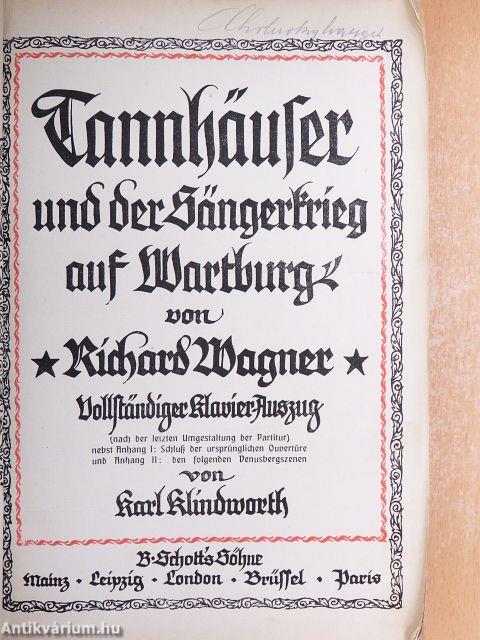 Tannhäuser
und der Sängerkrieg
auf Wartburg
von
★ Richard Wagner ★
Vollständiger Klavier-Auszug
(nach der letzten Umgestaltung der Partitur)
nebst Anhang I: Schluß der ursprünglichen Ouvertüre
und Anhang II: den folgenden Venusbergszenen
von
Karl Klindworth
B. Schott's Söhne
Mainz · Leipzig · London · Brüssel · Paris
Antikvárium.hu